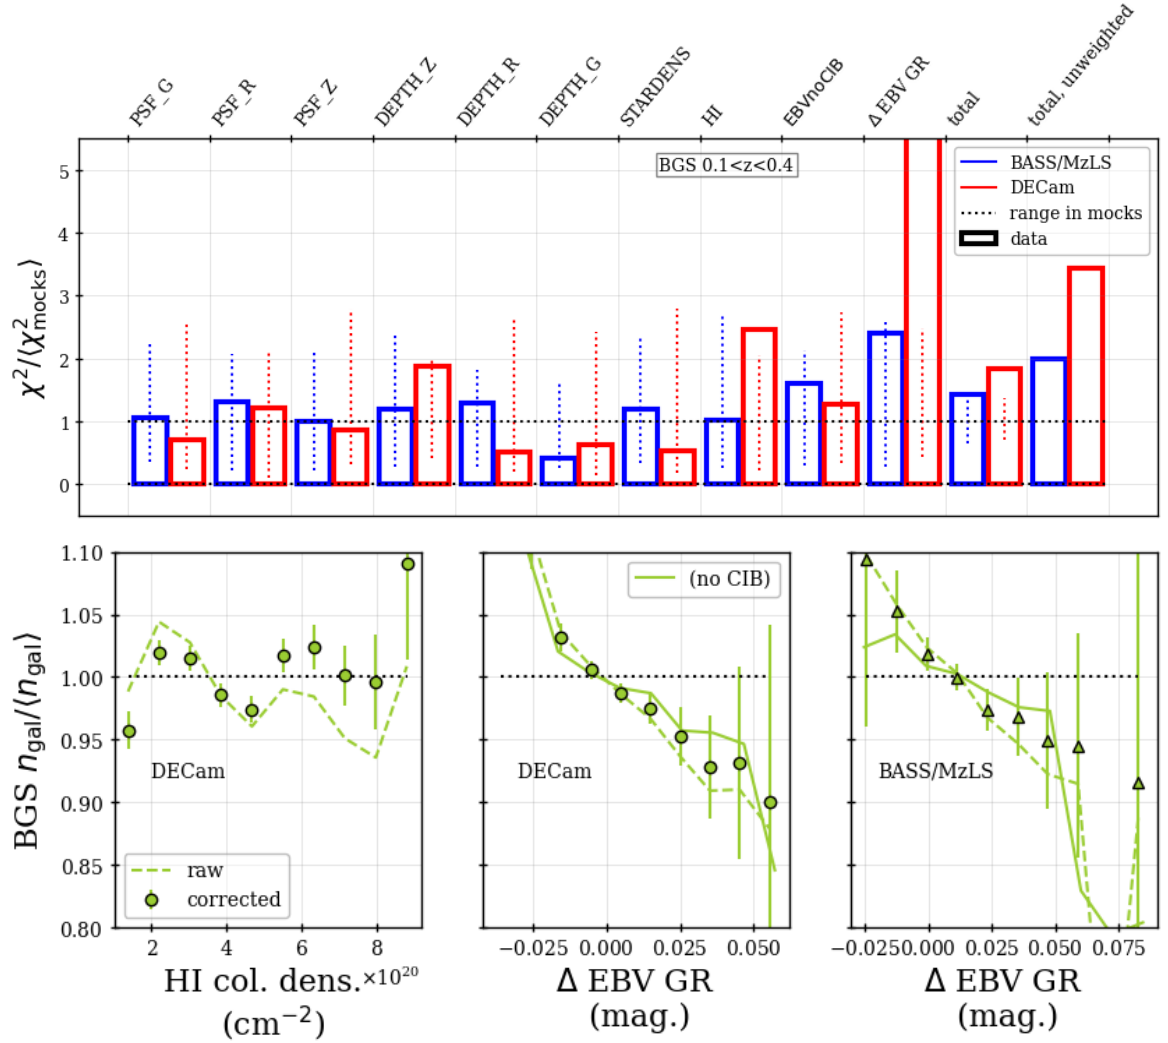 PSF_G PSF_R PSF_Z DEPTH_Z DEPTH_R DEPTH_G STARDENS HI EBVnoCIB Δ EBV GR total total, unweighted
χ²/⟨χ²mocks⟩
5
4
3
2
1
0
BGS 0.1<z<0.4
BASS/MzLS
DECam
range in mocks
data
BGS ngal/⟨ngal⟩
1.10
1.05
1.00
0.95
0.90
0.85
0.80
DECam
raw
corrected
2 4 6 8
×10²⁰
HI col. dens.
(cm⁻²)
(no CIB)
DECam
−0.025 0.000 0.025 0.050
Δ EBV GR
(mag.)
BASS/MzLS
−0.025 0.000 0.025 0.050 0.075
Δ EBV GR
(mag.)